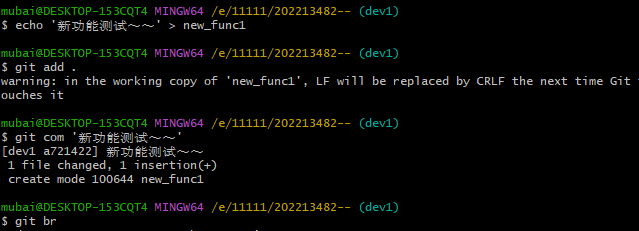 mubai@DESKTOP-153CQT4 MINGW64 /e/11111/202213482-- (dev1)
$ echo '新功能测试～～' > new_func1
mubai@DESKTOP-153CQT4 MINGW64 /e/11111/202213482-- (dev1)
$ git add .
warning: in the working copy of 'new_func1', LF will be replaced by CRLF the next time Git
ouches it
mubai@DESKTOP-153CQT4 MINGW64 /e/11111/202213482-- (dev1)
$ git com '新功能测试～～'
[dev1 a721422] 新功能测试～～
1 file changed, 1 insertion(+)
create mode 100644 new_func1
mubai@DESKTOP-153CQT4 MINGW64 /e/11111/202213482-- (dev1)
$ git br